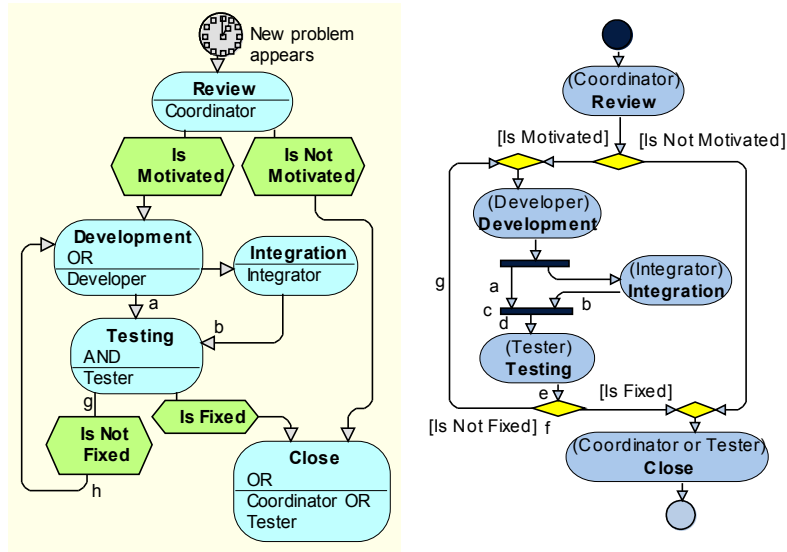 New problem
appears
Review
Coordinator
Is
Motivated
Is Not
Motivated
Development
OR
Developer
Integration
Integrator
a
b
Testing
AND
Tester
g
Is Fixed
Is Not
Fixed
h
Close
OR
Coordinator OR
Tester
(Coordinator)
Review
[Is Motivated]
[Is Not Motivated]
(Developer)
Development
g
a
(Integrator)
Integration
b
c
d
(Tester)
Testing
e
[Is Fixed]
[Is Not Fixed]
f
(Coordinator or Tester)
Close